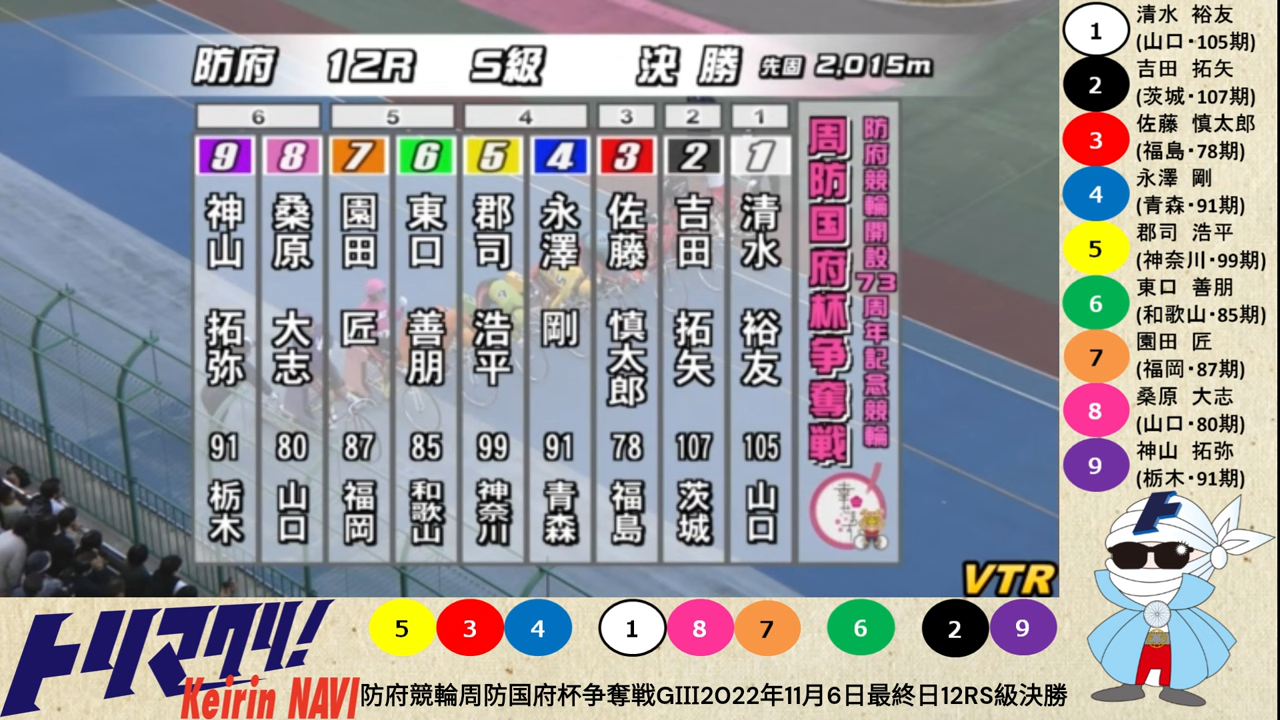 防府 12R S級 決勝 先固 2,015m
6 5 4 3 2 1
9 8 7 6 5 4 3 2 1
防府競輪開設73周年記念競輪
周防国府杯争奪戦
清水 裕友 105 山口
吉田 拓矢 107 茨城
佐藤 慎太郎 78 福島
永澤 剛 91 青森
郡司 浩平 99 神奈川
東口 善朋 85 和歌山
園田 匠 87 福岡
桑原 大志 80 山口
神山 拓弥 91 栃木
VTR
1 清水 裕友
(山口・105期)
2 吉田 拓矢
(茨城・107期)
3 佐藤 慎太郎
(福島・78期)
4 永澤 剛
(青森・91期)
5 郡司 浩平
(神奈川・99期)
6 東口 善朋
(和歌山・85期)
7 園田 匠
(福岡・87期)
8 桑原 大志
(山口・80期)
9 神山 拓弥
(栃木・91期)
ト
トリマクリ!
Keirin NAVI
5 3 4 1 8 7 6 2 9
防府競輪周防国府杯争奪戦GIII2022年11月6日最終日12RS級決勝